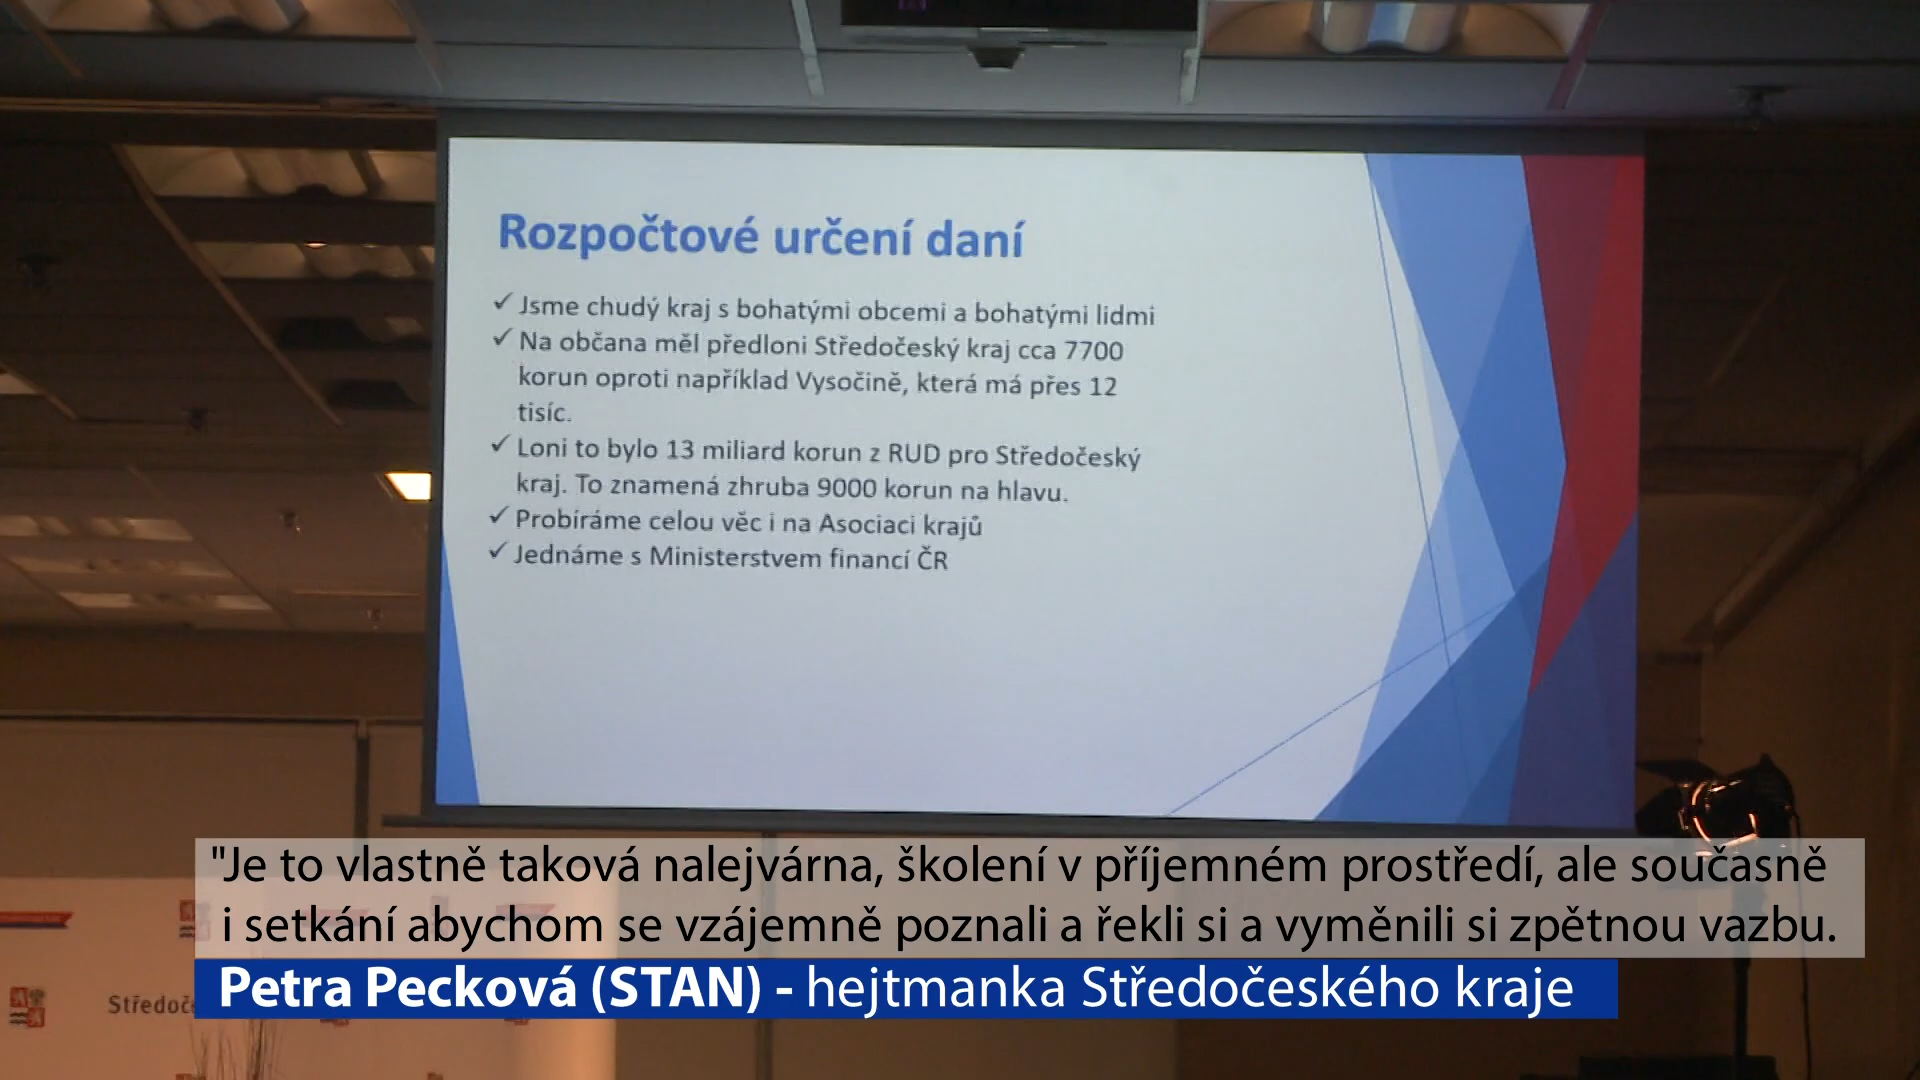 Rozpočtové určení daní
✓ Jsme chudý kraj s bohatými obcemi a bohatými lidmi
✓ Na občana měl předloni Středočeský kraj cca 7700
korun oproti například Vysočině, která má přes 12
tisíc.
✓ Loni to bylo 13 miliard korun z RUD pro Středočeský
kraj. To znamená zhruba 9000 korun na hlavu.
✓ Probíráme celou věc i na Asociaci krajů
✓ Jednáme s Ministerstvem financí ČR
"Je to vlastně taková nalejvárna, školení v příjemném prostředí, ale současně
i setkání abychom se vzájemně poznali a řekli si a vyměnili si zpětnou vazbu.
Petra Pecková (STAN) - hejtmanka Středočeského kraje